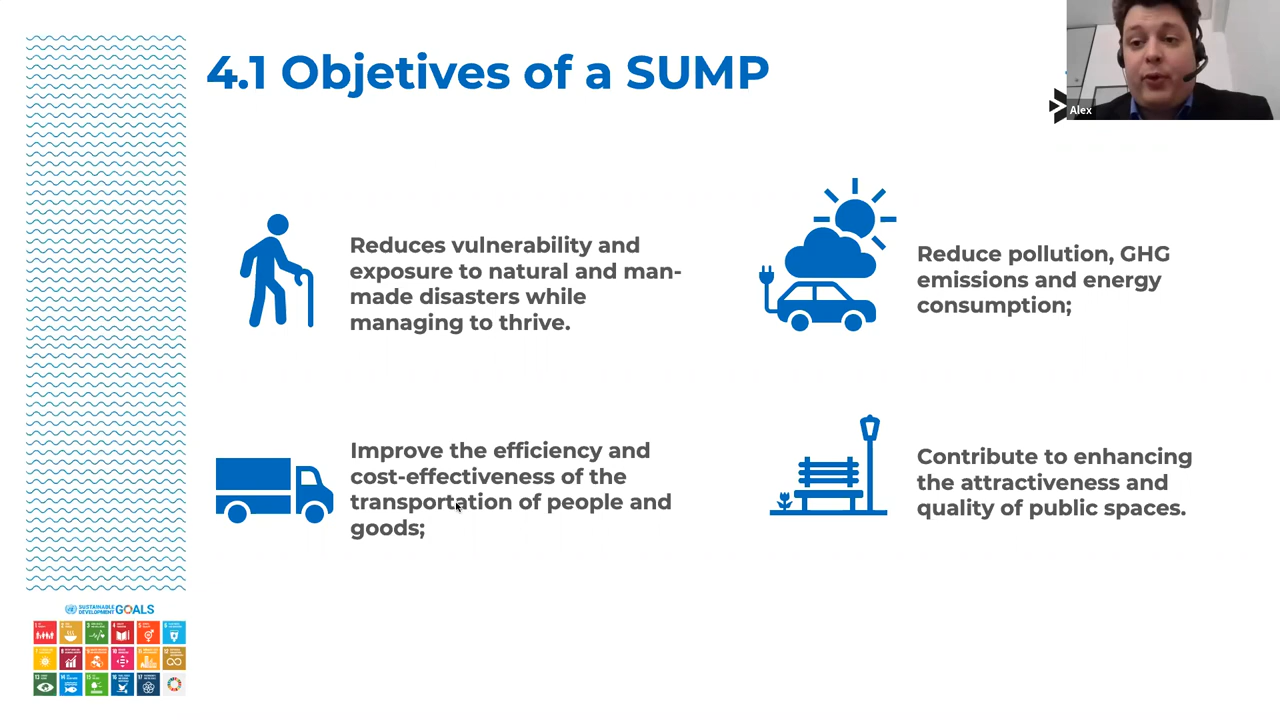 4.1 Objetives of a SUMP
Alex
Reduces vulnerability and
exposure to natural and man-
made disasters while
managing to thrive.
Reduce pollution, GHG
emissions and energy
consumption;
Improve the efficiency and
cost-effectiveness of the
transportation of people and
goods;
Contribute to enhancing
the attractiveness and
quality of public spaces.
SUSTAINABLE
DEVELOPMENT GOALS